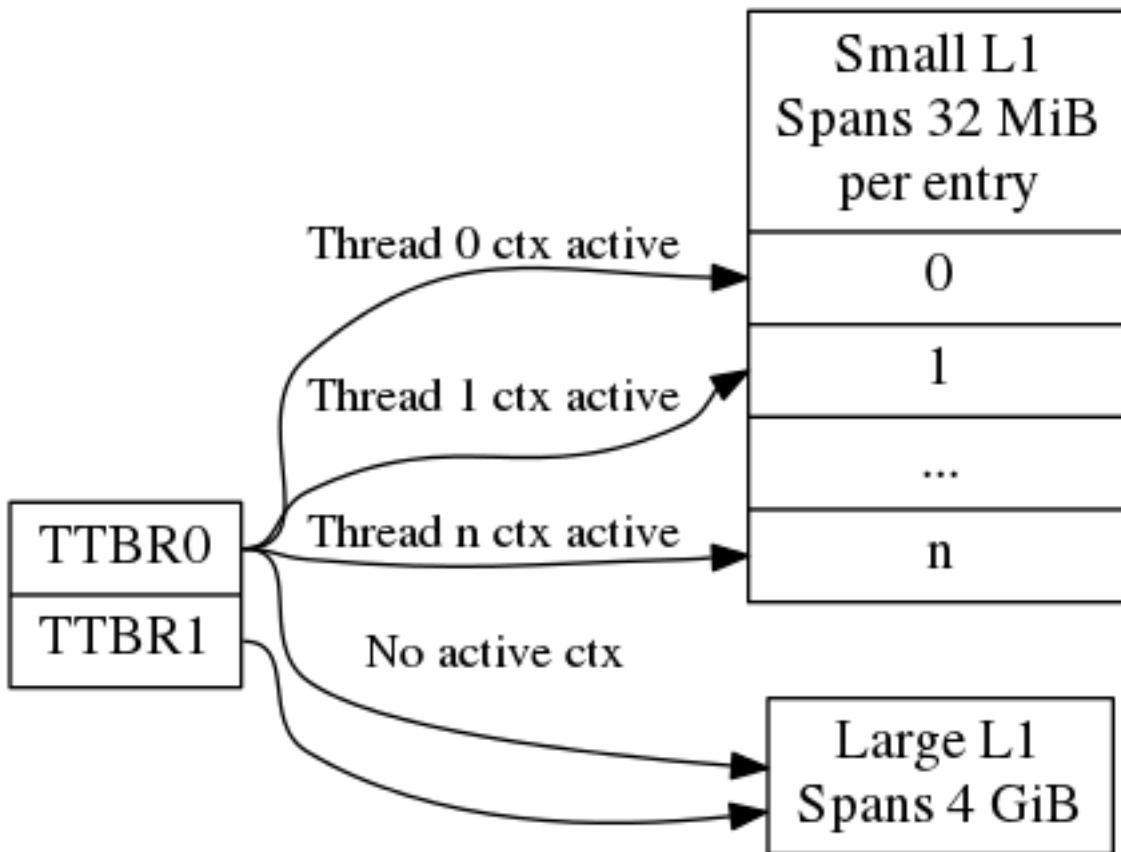 Small L1
Spans 32 MiB
per entry
Thread 0 ctx active
0
Thread 1 ctx active
1
...
Thread n ctx active
n
TTBR0
TTBR1
No active ctx
Large L1
Spans 4 GiB